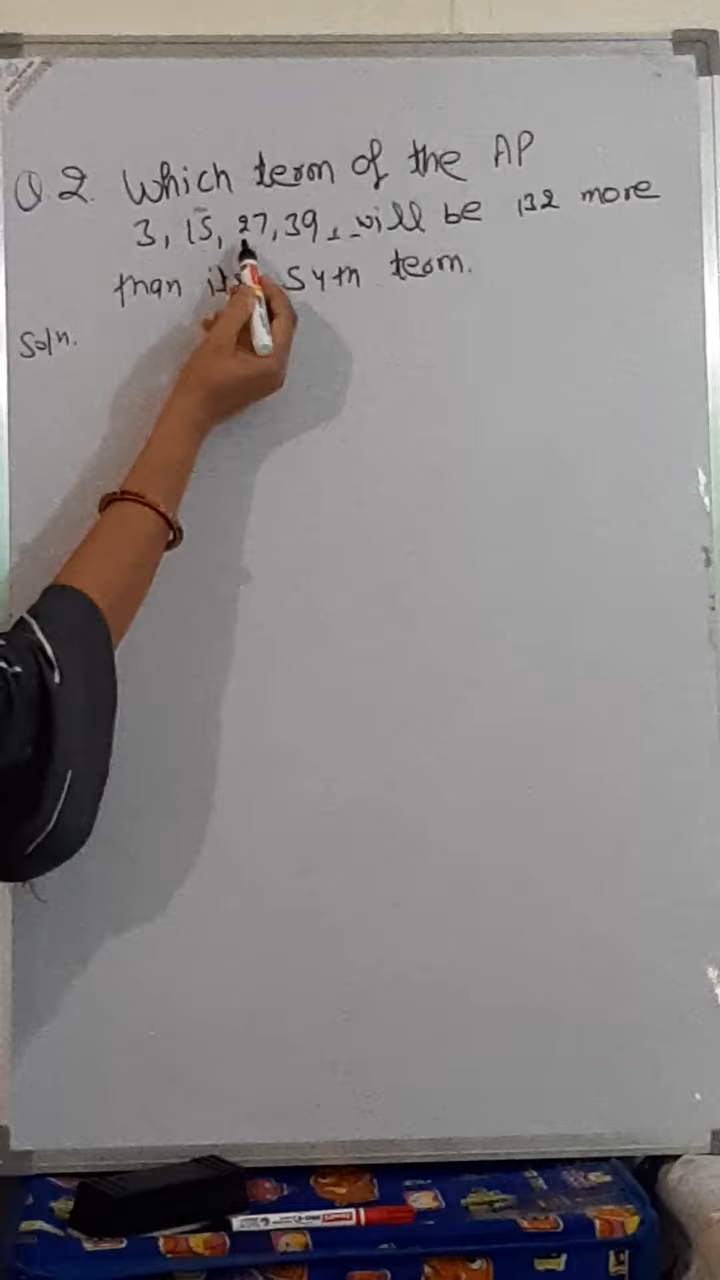 Q.2. Which term of the AP
3, 15, 27, 39, .. will be 132 more
than its 54th term.
Soln.